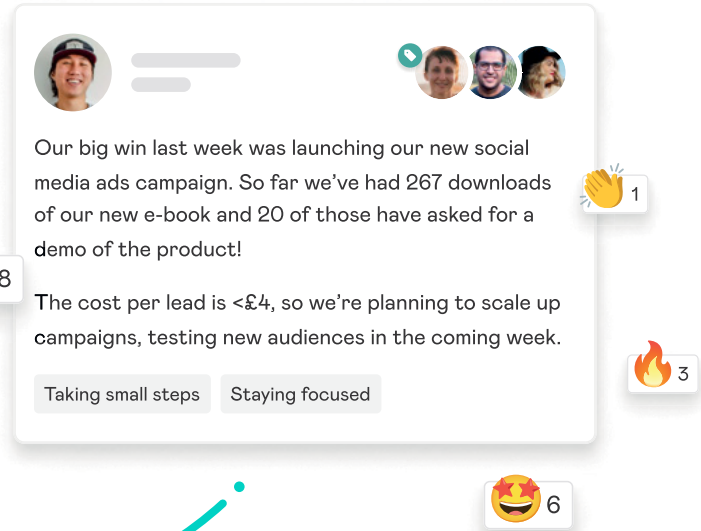 Our big win last week was launching our new social
media ads campaign. So far we’ve had 267 downloads
of our new e-book and 20 of those have asked for a
demo of the product!
1
8
The cost per lead is <£4, so we’re planning to scale up
campaigns, testing new audiences in the coming week.
3
Taking small steps
Staying focused
6